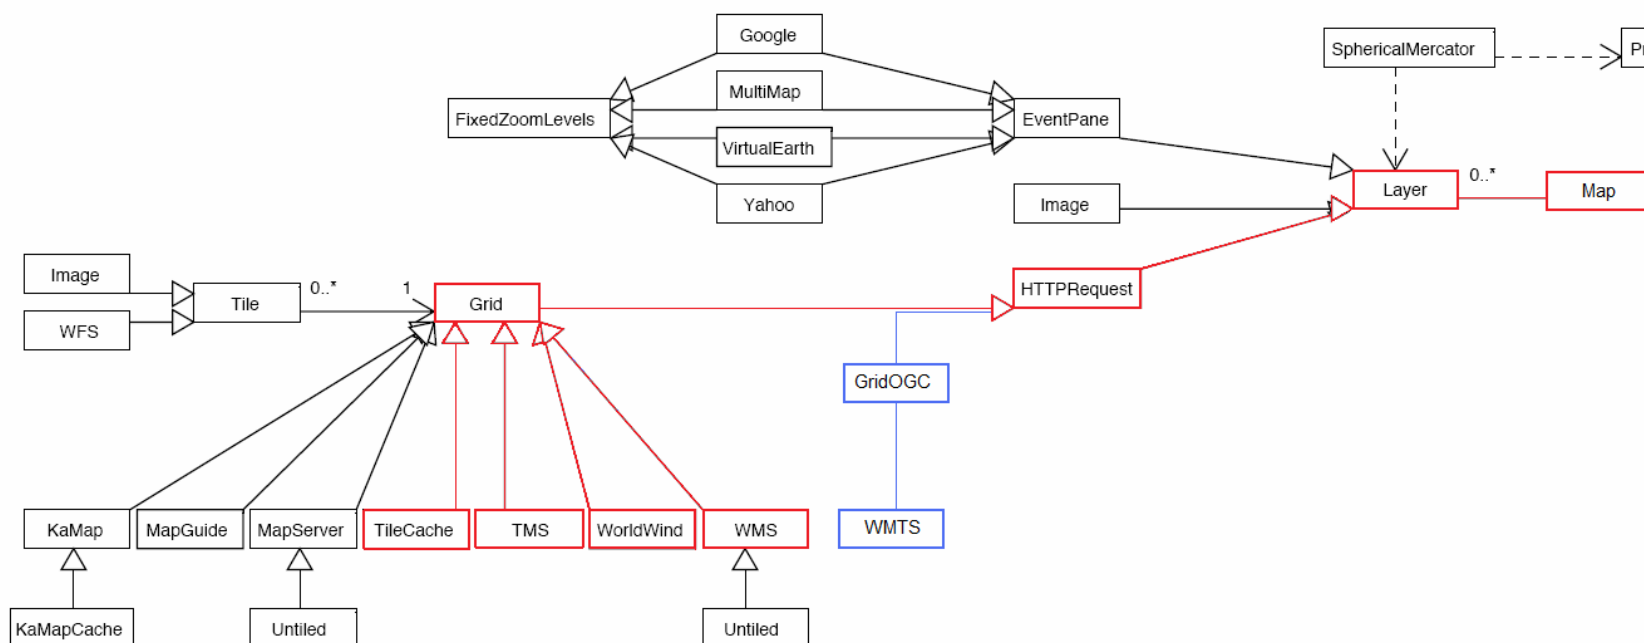 Google
SphericalMercator
Pr
MultiMap
FixedZoomLevels
EventPane
VirtualEarth
0..*
Layer
Map
Yahoo
Image
Image
0..*
1
HTTPRequest
Tile
Grid
WFS
GridOGC
KaMap
MapGuide
MapServer
TileCache
TMS
WorldWind
WMS
WMTS
KaMapCache
Untiled
Untiled